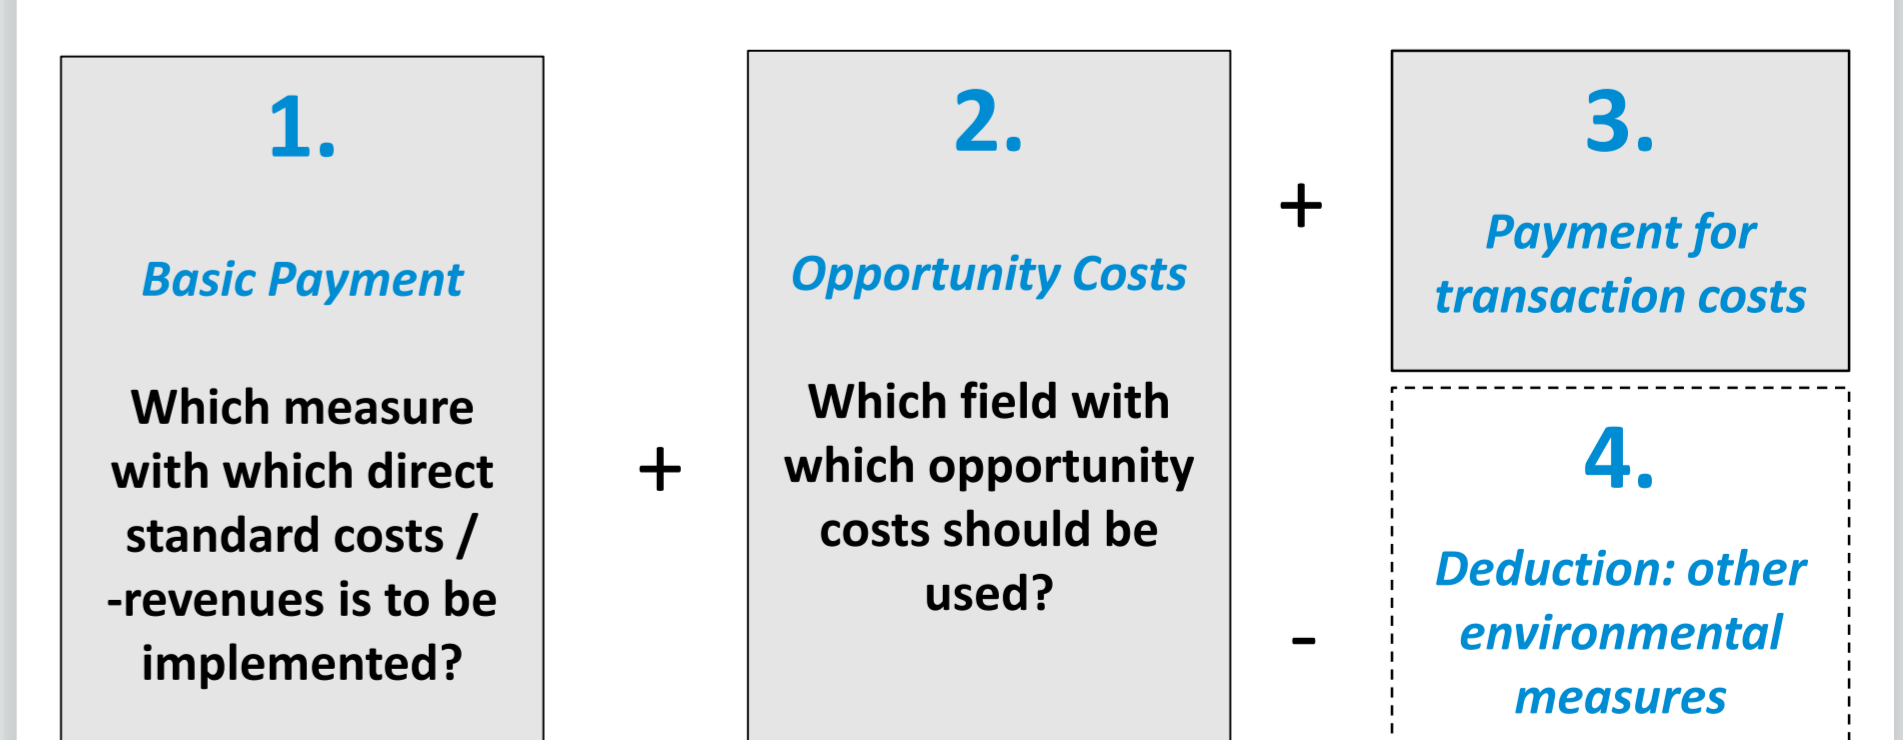 1.
Basic Payment
Which measure
with which direct
standard costs /
-revenues is to be
implemented?
+
2.
Opportunity Costs
Which field with
which opportunity
costs should be
used?
+
3.
Payment for
transaction costs
-
4.
Deduction: other
environmental
measures